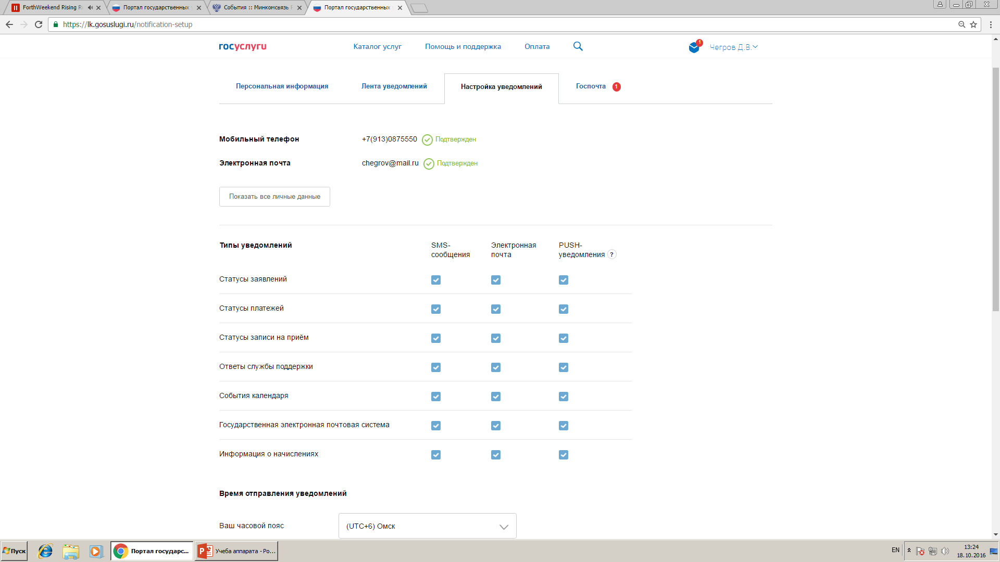 ForthWeekend Rising R
Портал государственных
События :: Минкомсвязь
Портал государственных
https://lk.gosuslugi.ru/notification-setup
госуслуги
Каталог услуг
Помощь и поддержка
Оплата
1
Чегров Д.В.
Персональная информация
Лента уведомлений
Настройка уведомлений
Госпочта 1
Мобильный телефон +7(913)0875550 Подтвержден
Электронная почта chegrov@mail.ru Подтвержден
Показать все личные данные
Типы уведомлений
SMS-
сообщения
Электронная
почта
PUSH-
уведомления ?
Статусы заявлений
Статусы платежей
Статусы записи на приём
Ответы службы поддержки
События календаря
Государственная электронная почтовая система
Информация о начислениях
Время отправления уведомлений
Ваш часовой пояс (UTC+6) Омск
Пуск
Портал государс...
Учеба аппарата - Po...
EN
13:24
18.10.2016